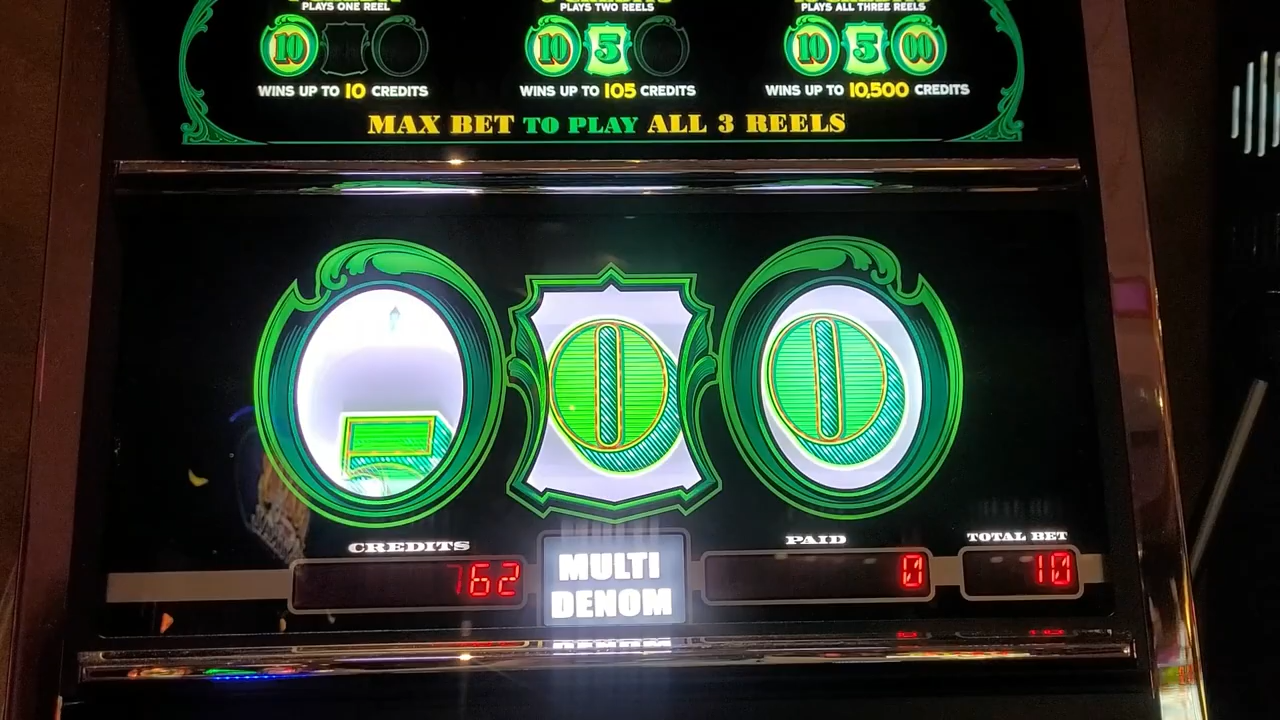 PLAYS ONE REEL
PLAYS TWO REELS
PLAYS ALL THREE REELS
10
10 5
10 5 00
WINS UP TO 10 CREDITS
WINS UP TO 105 CREDITS
WINS UP TO 10,500 CREDITS
MAX BET TO PLAY ALL 3 REELS
0 0
CREDITS
PAID
TOTAL BET
762
MULTI
DENOM
0
10